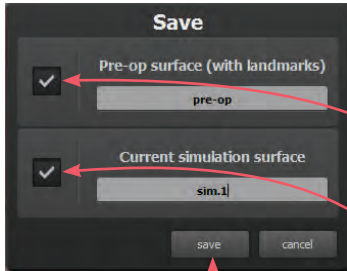 Save
Pre-op surface (with landmarks)
pre-op
Current simulation surface
sim.1
save cancel